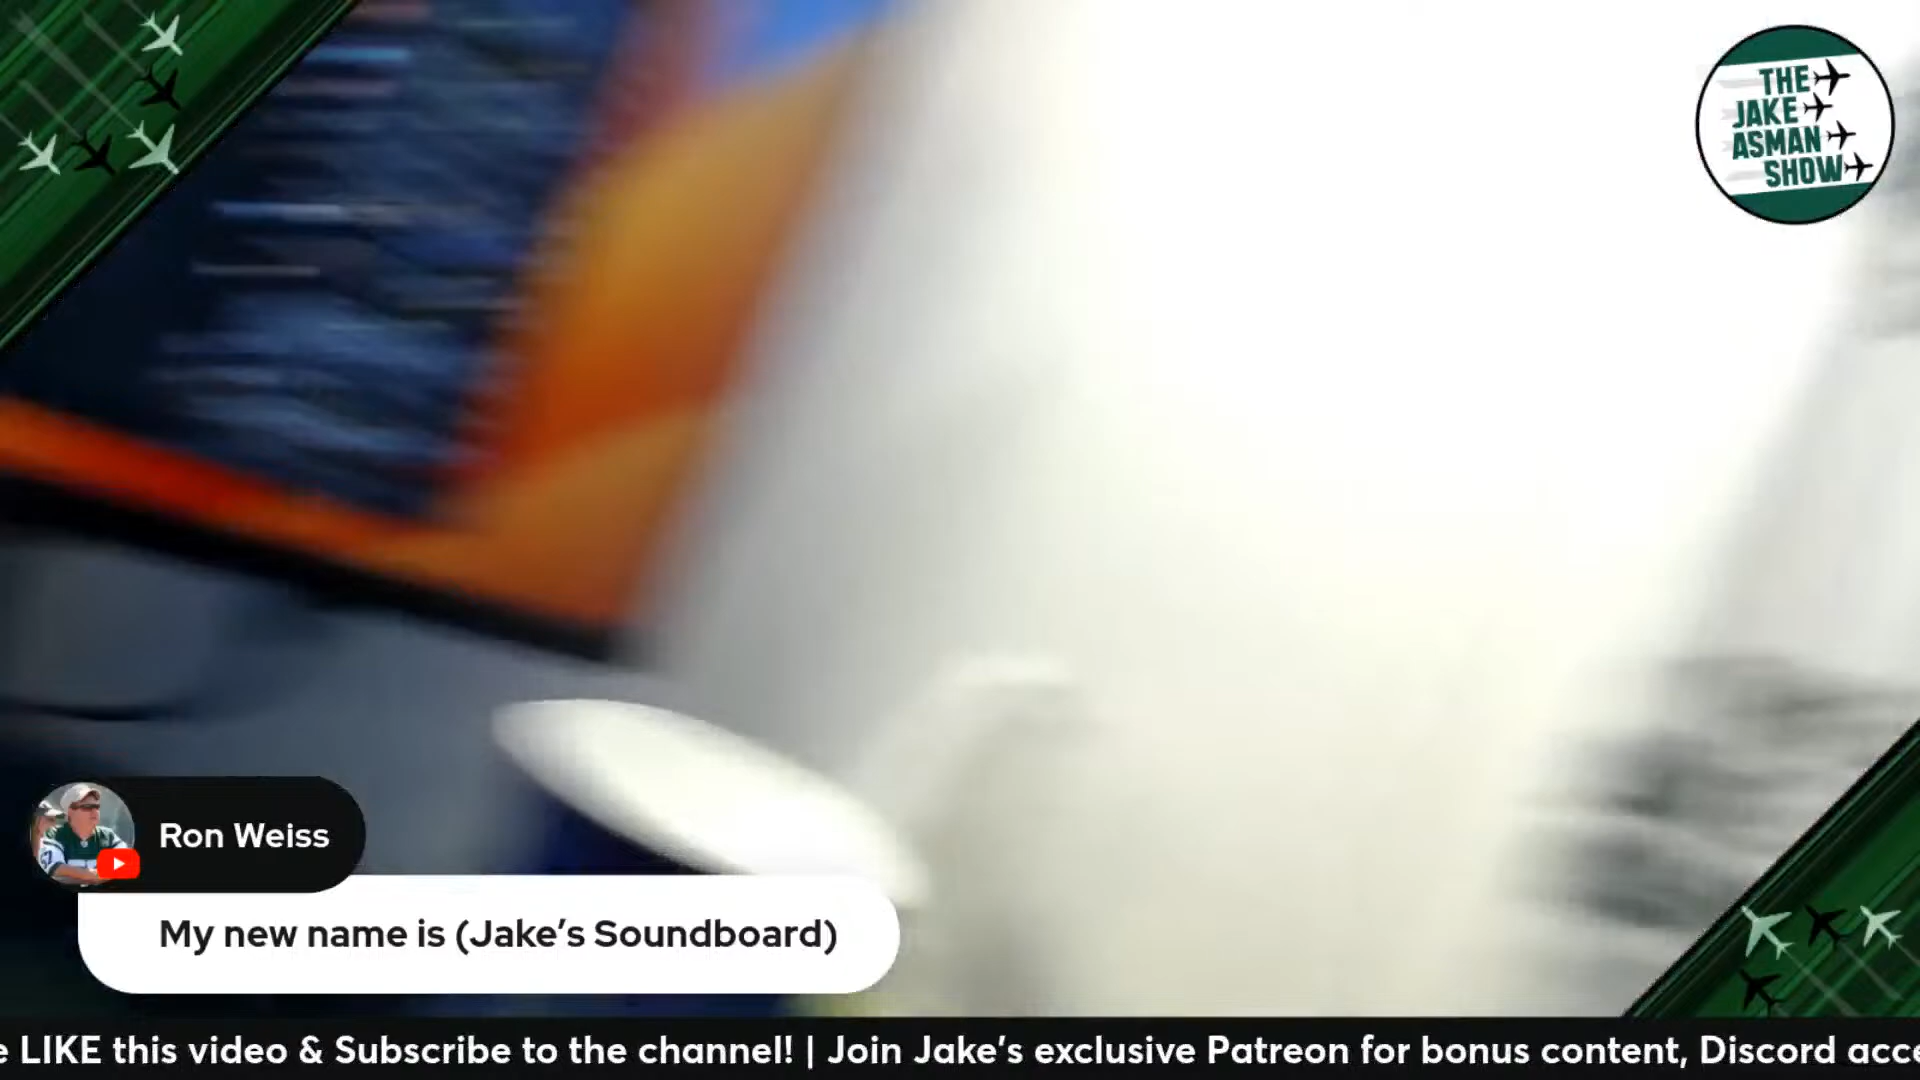 THE
JAKE
ASMAN
SHOW
Ron Weiss
My new name is (Jake's Soundboard)
e LIKE this video & Subscribe to the channel! | Join Jake's exclusive Patreon for bonus content, Discord acce